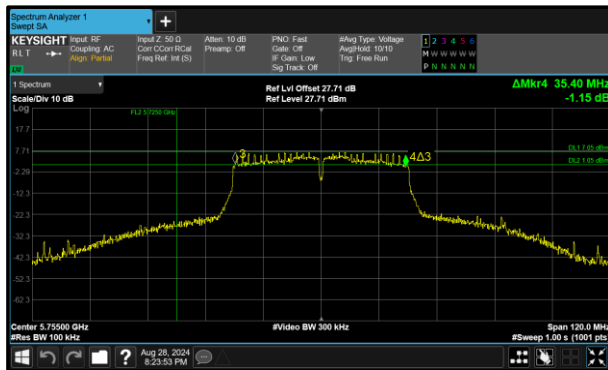 Spectrum Analyzer 1
Swept SA
KEYSIGHT
RLT
Input: RF
Coupling: AC
Align: Partial
Input Z: 50 Ω
Corr CCorr RCal
Freq Ref: Int (S)
Atten: 10 dB
Preamp: Off
PNO: Fast
Gate: Off
IF Gain: Low
Sig Track: Off
#Avg Type: Voltage
Avg|Hold: 10/10
Trig: Free Run
1 2 3 4 5 6
M W W W W W
P N N N N N
1 Spectrum
Scale/Div 10 dB
Ref Lvl Offset 27.71 dB
Ref Level 27.71 dBm
ΔMkr4 35.40 MHz
-1.15 dB
Log
FL2 5.7250 GHz
17.7
7.71
-2.29
-12.3
-22.3
-32.3
-42.3
-52.3
-62.3
3
4Δ3
DL1 7.05 dBm
DL2 1.05 dBm
Center 5.75500 GHz
#Res BW 100 kHz
#Video BW 300 kHz
Span 120.0 MHz
#Sweep 1.00 s (1001 pts)
?
Aug 28, 2024
8:23:53 PM